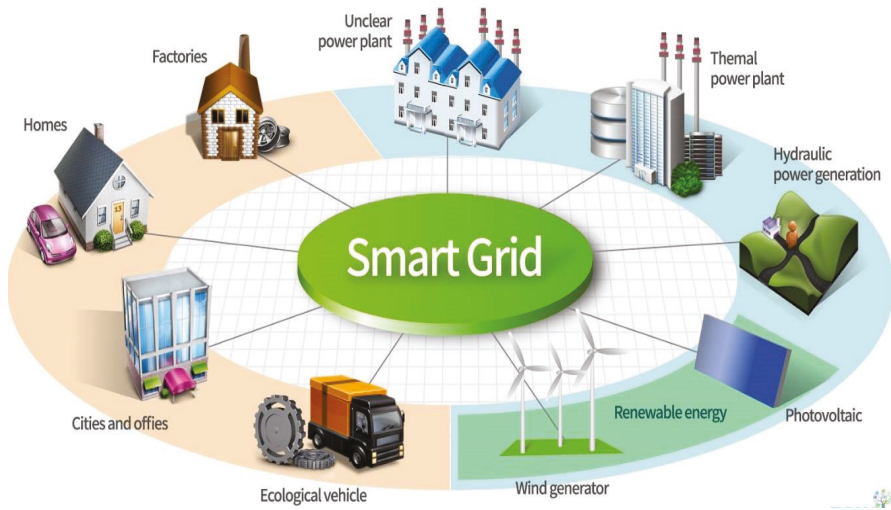 Unclear
power plant
Factories
Themal
power plant
Homes
Hydraulic
power generation
13
Smart Grid
Renewable energy
Cities and offies
Photovoltaic
Ecological vehicle
Wind generator